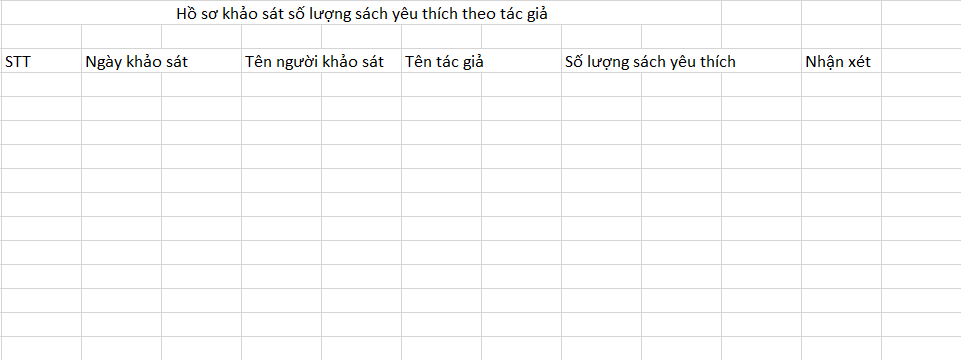 Hồ sơ khảo sát số lượng sách yêu thích theo tác giả
STT Ngày khảo sát Tên người khảo sát Tên tác giả Số lượng sách yêu thích Nhận xét